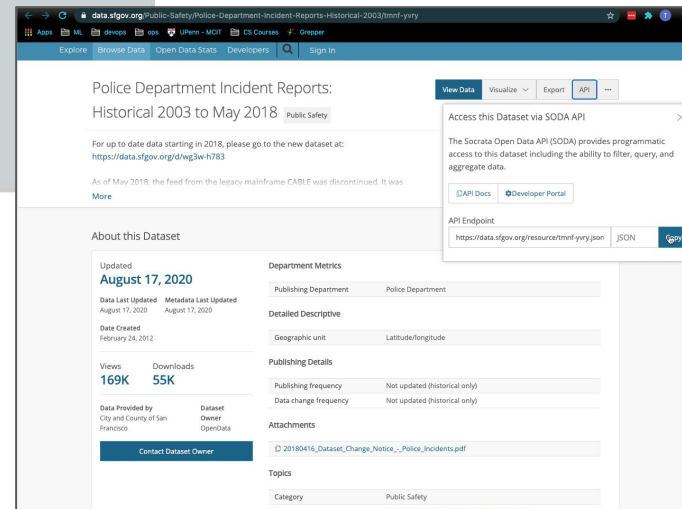 data.sfgov.org/Public-Safety/Police-Department-Incident-Reports-Historical-2003/tmnf-yvry
Apps ML devops ops UPenn - MCIT CS Courses Grepper
Explore Browse Data Open Data Stats Developers Sign In
Police Department Incident Reports:
Historical 2003 to May 2018 Public Safety
View Data Visualize Export API ...
For up to date data starting in 2018, please go to the new dataset at:
https://data.sfgov.org/d/wg3w-h783
As of May 2018, the feed from the legacy mainframe CABLE was discontinued. It was
More
Access this Dataset via SODA API
The Socrata Open Data API (SODA) provides programmatic
access to this dataset including the ability to filter, query, and
aggregate data.
API Docs Developer Portal
API Endpoint
https://data.sfgov.org/resource/tmnf-yvry.json JSON Copy
About this Dataset
Updated
August 17, 2020
Data Last Updated Metadata Last Updated
August 17, 2020 August 17, 2020
Date Created
February 24, 2012
Views Downloads
169K 55K
Data Provided by Dataset
City and County of San Owner
Francisco OpenData
Contact Dataset Owner
Department Metrics
Publishing Department Police Department
Detailed Descriptive
Geographic unit Latitude/longitude
Publishing Details
Publishing frequency Not updated (historical only)
Data change frequency Not updated (historical only)
Attachments
20180416_Dataset_Change_Notice_-_Police_Incidents.pdf
Topics
Category Public Safety